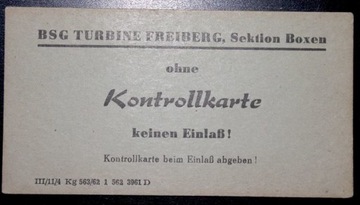 BSG TURBINE FREIBERG, Sektion Boxen
ohne
Kontrollkarte
keinen Einlaß!
Kontrollkarte beim Einlaß abgeben!
III/11/4 Kg 563/63 1 563 3961 D